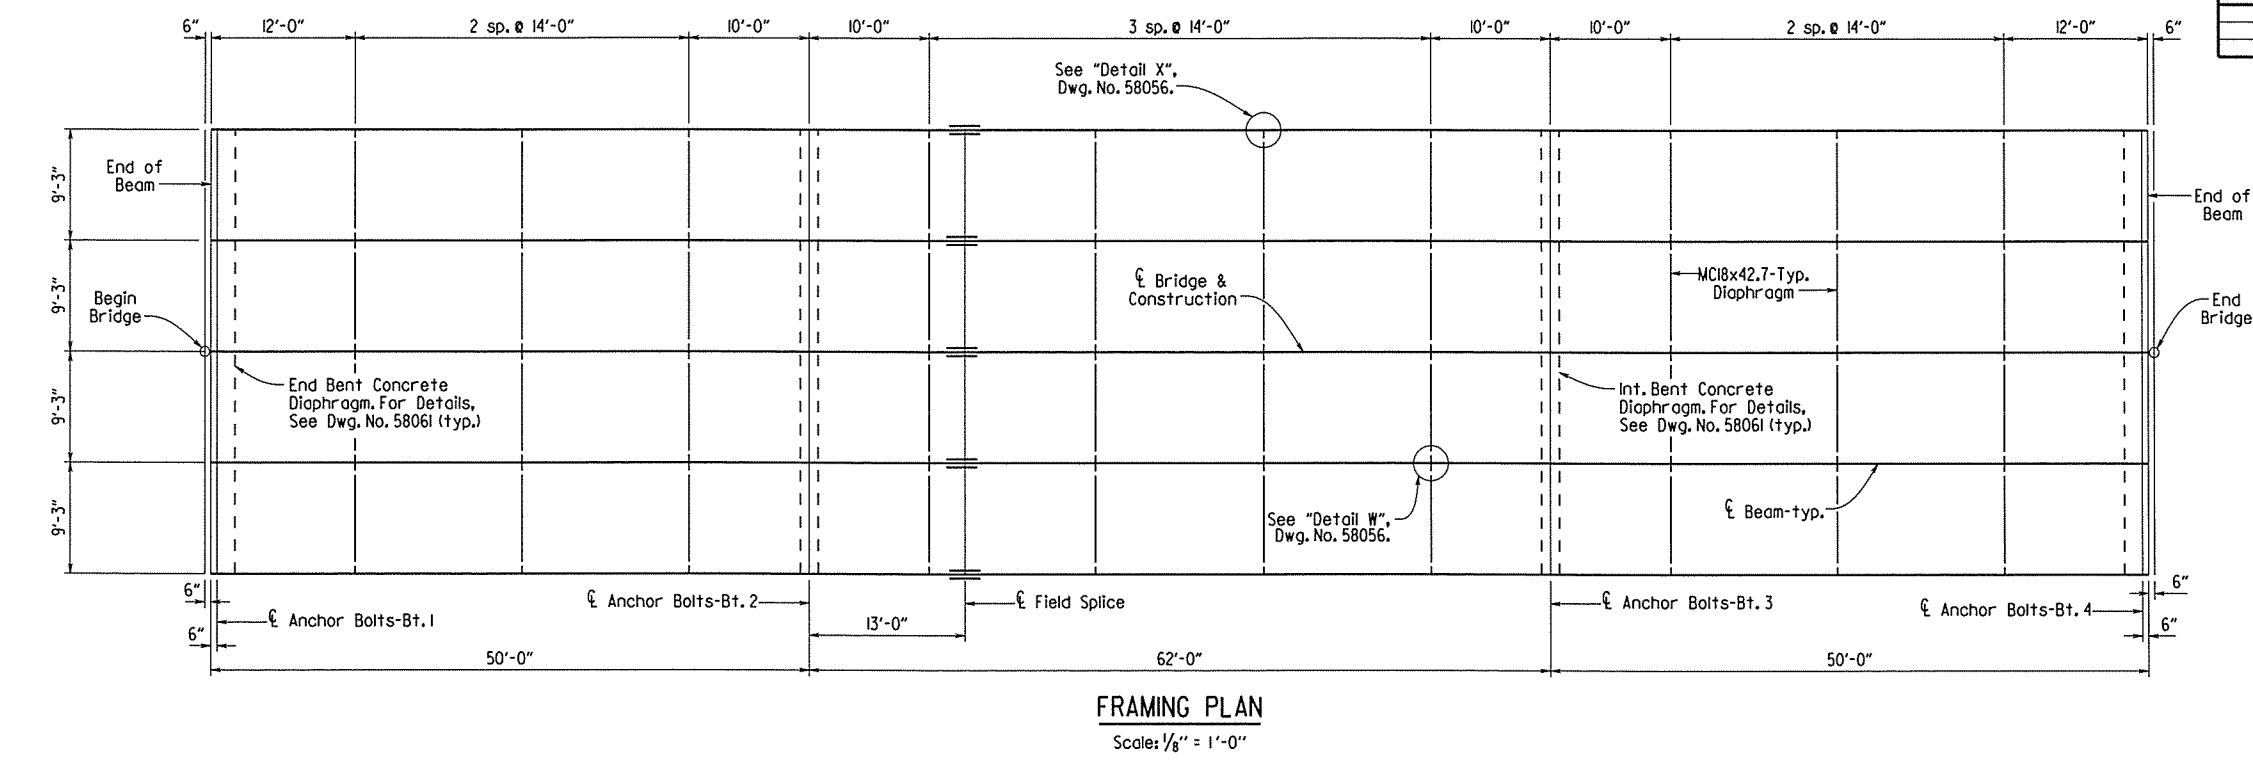 6" 12'-0" 2 sp. @ 14'-0" 10'-0" 10'-0" 3 sp. @ 14'-0" 10'-0" 10'-0" 2 sp. @ 14'-0" 12'-0" 6"
See "Detail X",
Dwg. No. 58056.
9'-3"
End of
Beam
End of
Beam
9'-3"
Begin
Bridge
℄ Bridge &
Construction
MC18x42.7-Typ.
Diaphragm
End
Bridge
9'-3"
End Bent Concrete
Diaphragm. For Details,
See Dwg. No. 58061 (typ.)
Int. Bent Concrete
Diaphragm. For Details,
See Dwg. No. 58061 (typ.)
9'-3"
See "Detail W",
Dwg. No. 58056.
℄ Beam-typ.
6"
℄ Anchor Bolts-Bt. 1
6"
℄ Anchor Bolts-Bt. 2
℄ Field Splice
13'-0"
℄ Anchor Bolts-Bt. 3
℄ Anchor Bolts-Bt. 4
6"
6"
50'-0" 62'-0" 50'-0"
FRAMING PLAN
Scale: 1/8" = 1'-0"